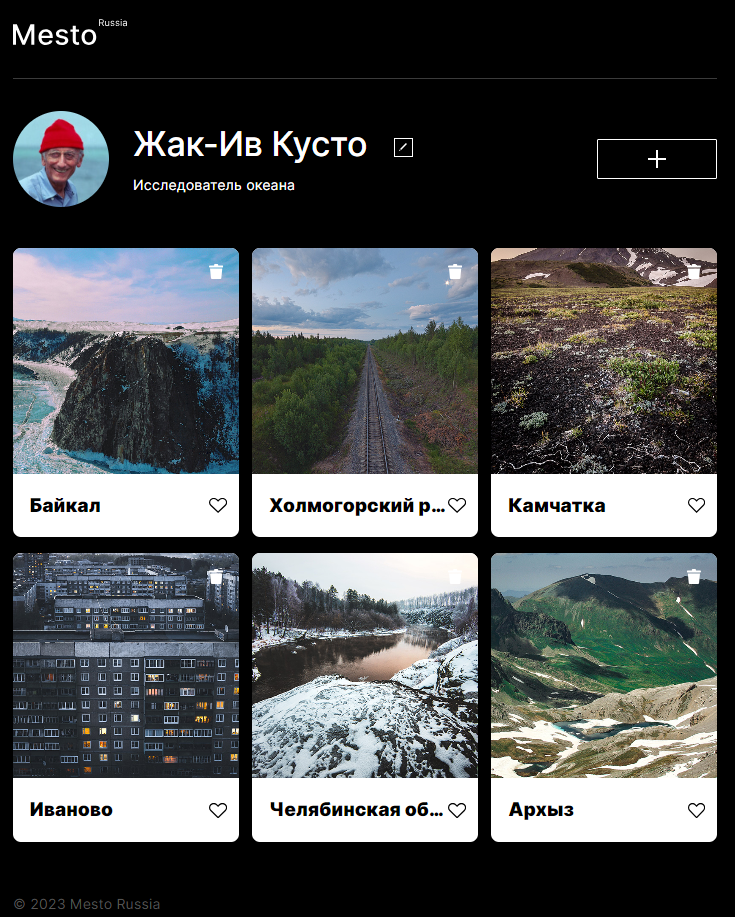 Mesto Russia
Жак-Ив Кусто
Исследователь океана
Байкал
Холмогорский р...
Камчатка
Иваново
Челябинская об...
Архыз
© 2023 Mesto Russia